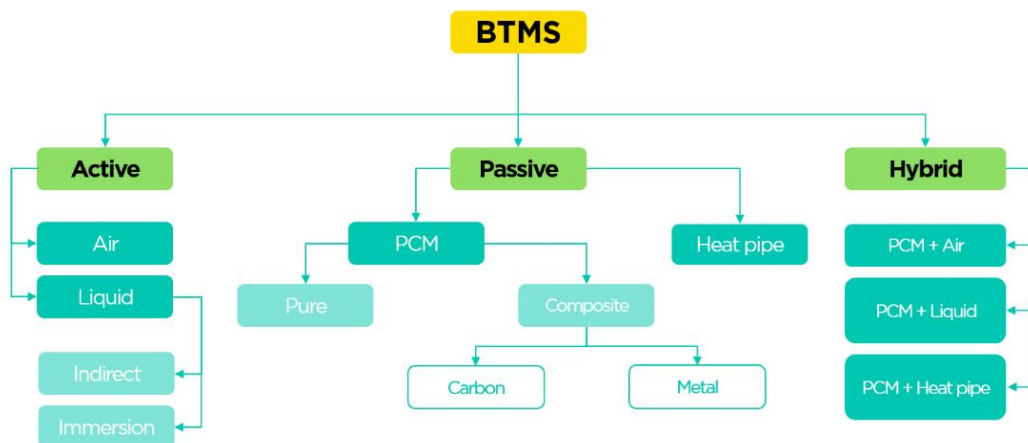 BTMS
Active
Passive
Hybrid
Air
Liquid
Indirect
Immersion
PCM
Heat pipe
Pure
Composite
Carbon
Metal
PCM + Air
PCM + Liquid
PCM + Heat pipe